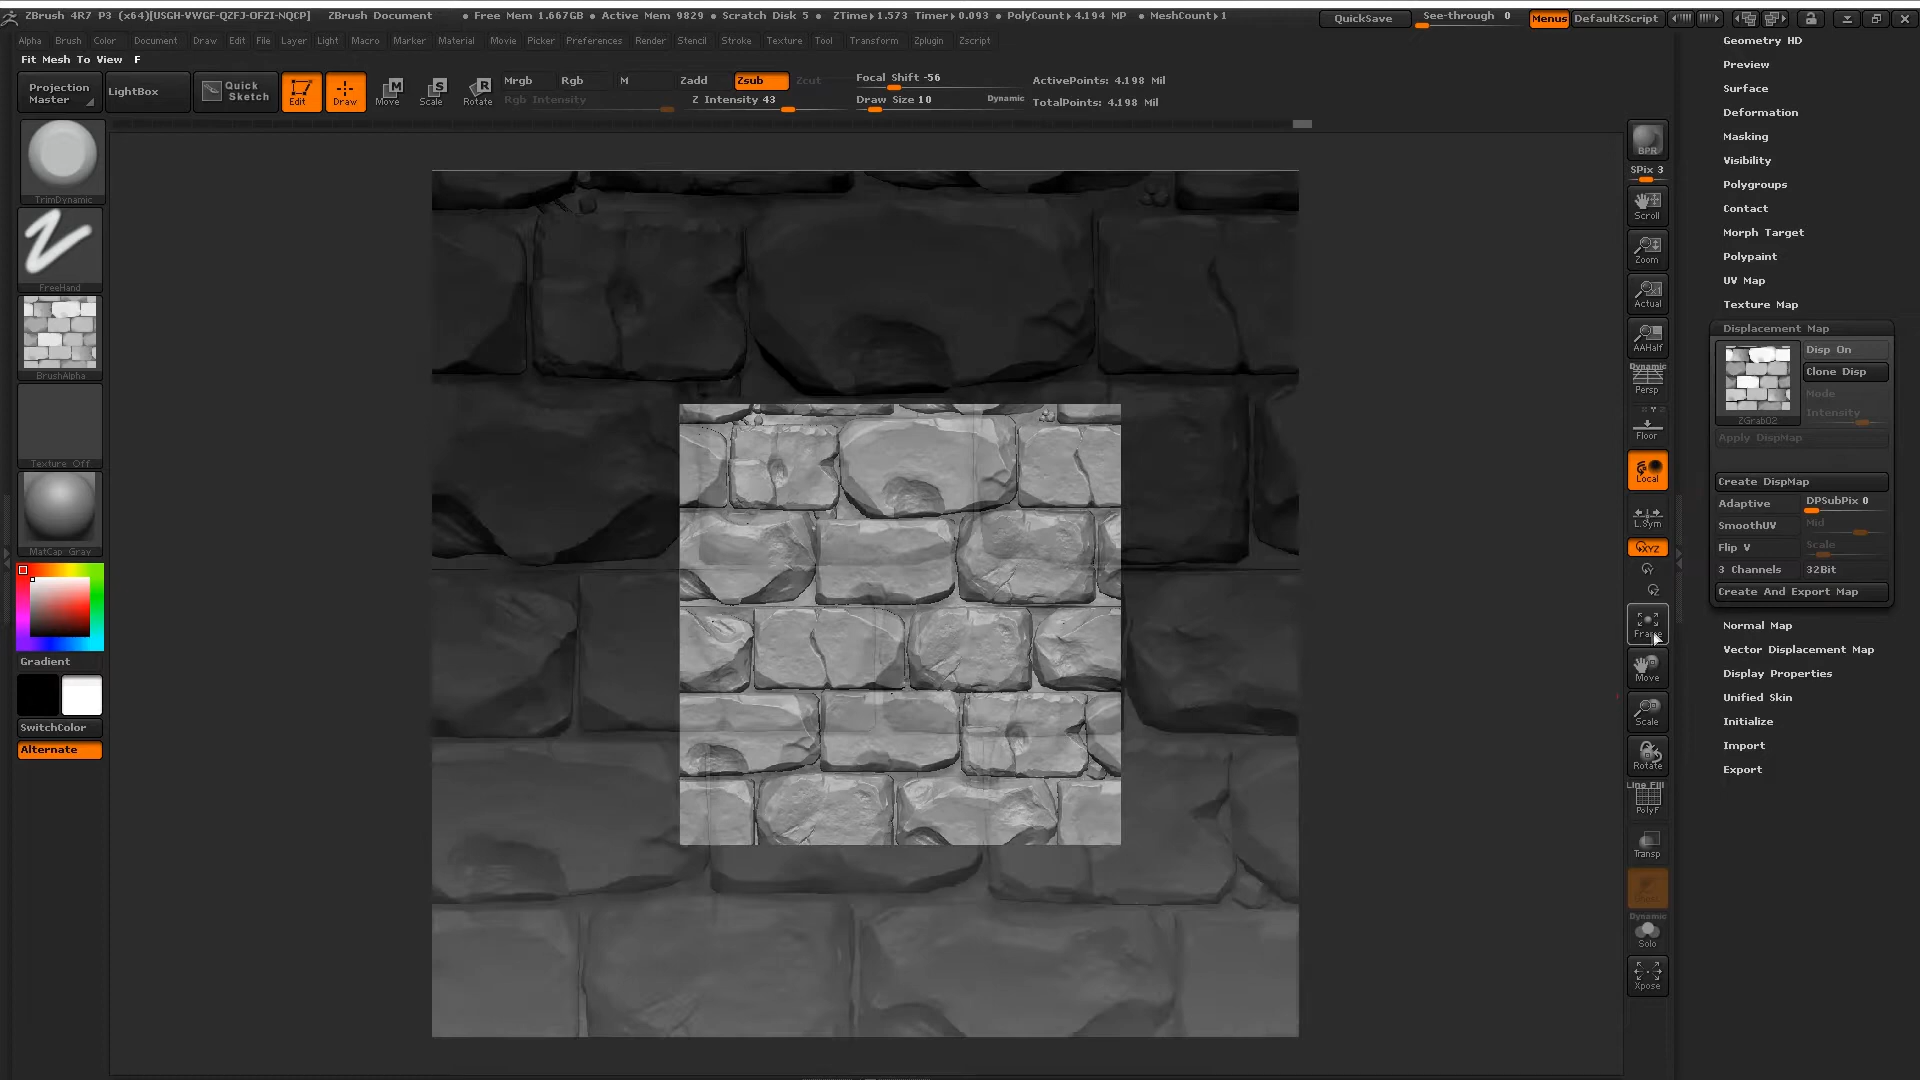 ZBrush 4R7 P3 (x64)[USGH-VWGF-QZFJ-OFZI-NQCP] ZBrush Document • Free Mem 1.667GB • Active Mem 9829 • Scratch Disk 5 • ZTime▸1.573 Timer▸0.093 • PolyCount▸4.194 MP • MeshCount▸1 QuickSave See-through 0 Menus DefaultZScript
Alpha Brush Color Document Draw Edit File Layer Light Macro Marker Material Movie Picker Preferences Render Stencil Stroke Texture Tool Transform Zplugin Zscript
Fit Mesh To View F
Projection Master
LightBox
Quick Sketch
Edit
Draw
Move
Scale
Rotate
Mrgb Rgb M Zadd Zsub Zcut
Rgb Intensity Z Intensity 43
Focal Shift -56
Draw Size 10 Dynamic
ActivePoints: 4.198 Mil
TotalPoints: 4.198 Mil
TrimDynamic
FreeHand
BrushAlpha
Texture Off
MatCap Gray
Gradient
SwitchColor
Alternate
BPR
SPix 3
Scroll
Zoom
Actual
AAHalf
Dynamic
Persp
Floor
Local
L.Sym
XYZ
Frame
Move
Scale
Rotate
Line Fill
PolyF
Transp
Dynamic
Solo
Xpose
Geometry HD
Preview
Surface
Deformation
Masking
Visibility
Polygroups
Contact
Morph Target
Polypaint
UV Map
Texture Map
Displacement Map
ZGrab02
Disp On
Clone Disp
Mode
Intensity
Apply DispMap
Create DispMap
Adaptive DPSubPix 0
SmoothUV Mid
Flip V Scale
3 Channels 32Bit
Create And Export Map
Normal Map
Vector Displacement Map
Display Properties
Unified Skin
Initialize
Import
Export